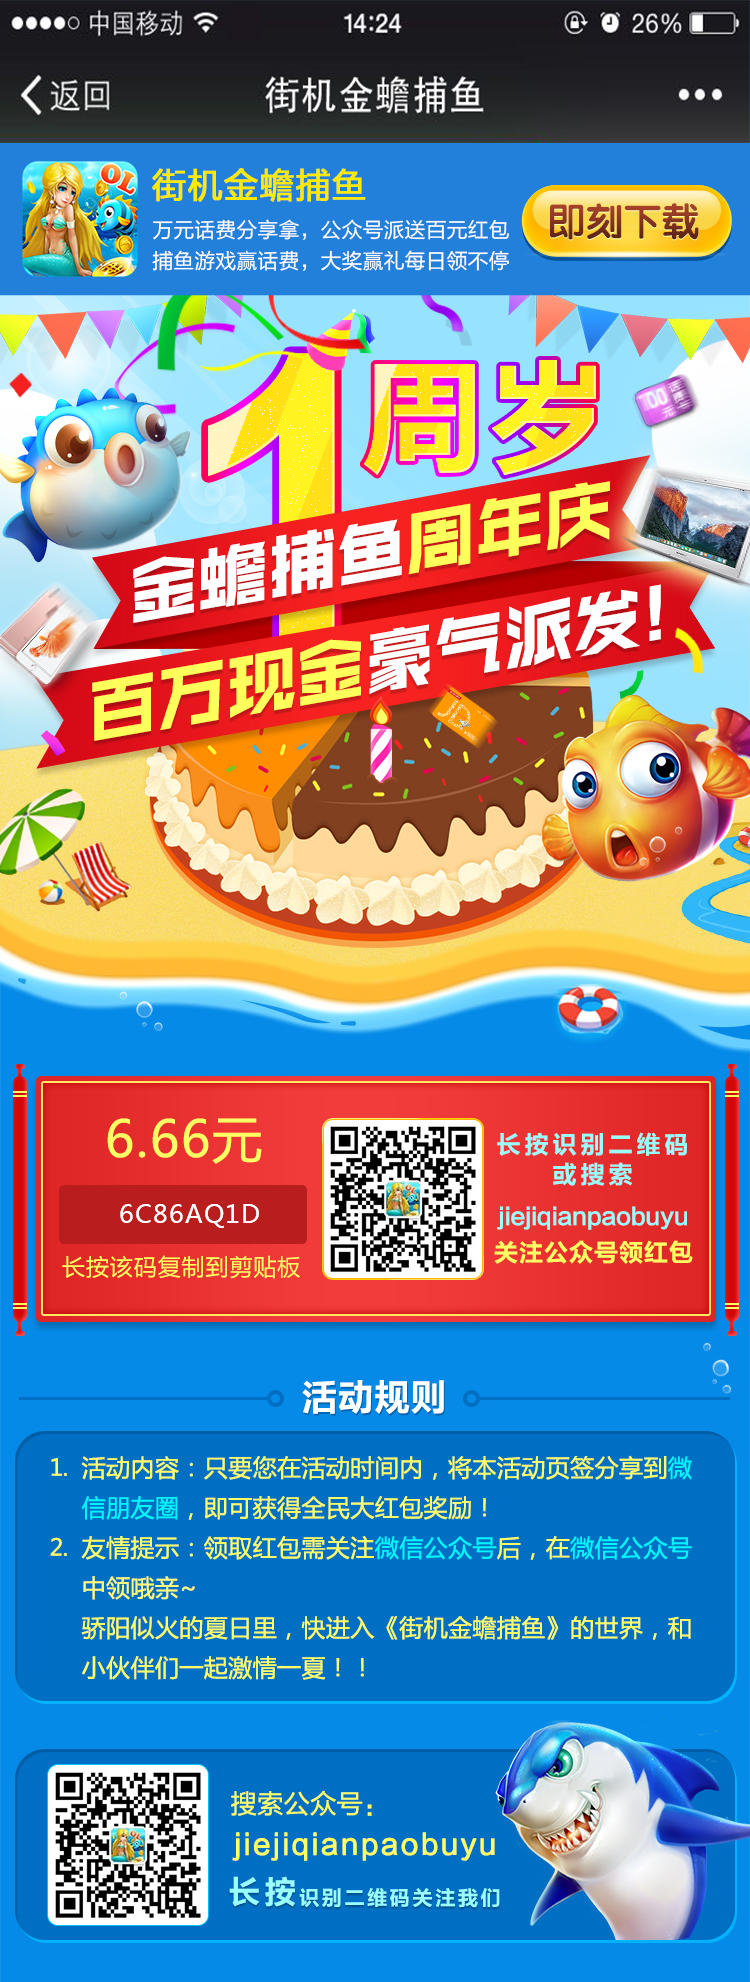 中国移动 14:24 26%
返回 街机金蟾捕鱼
OL
街机金蟾捕鱼
万元话费分享拿，公众号派送百元红包
捕鱼游戏赢话费，大奖赢礼每日领不停
即刻下载
1周岁
100元
金蟾捕鱼周年庆
百万现金豪气派发!
6.66元
6C86AQ1D
长按该码复制到剪贴板
长按识别二维码
或搜索
jiejiqianpaobuyu
关注公众号领红包
活动规则
1. 活动内容：只要您在活动时间内，将本活动页签分享到微
信朋友圈，即可获得全民大红包奖励！
2. 友情提示：领取红包需关注微信公众号后，在微信公众号
中领哦亲~
骄阳似火的夏日里，快进入《街机金蟾捕鱼》的世界，和
小伙伴们一起激情一夏！！
搜索公众号：
jiejiqianpaobuyu
长按识别二维码关注我们